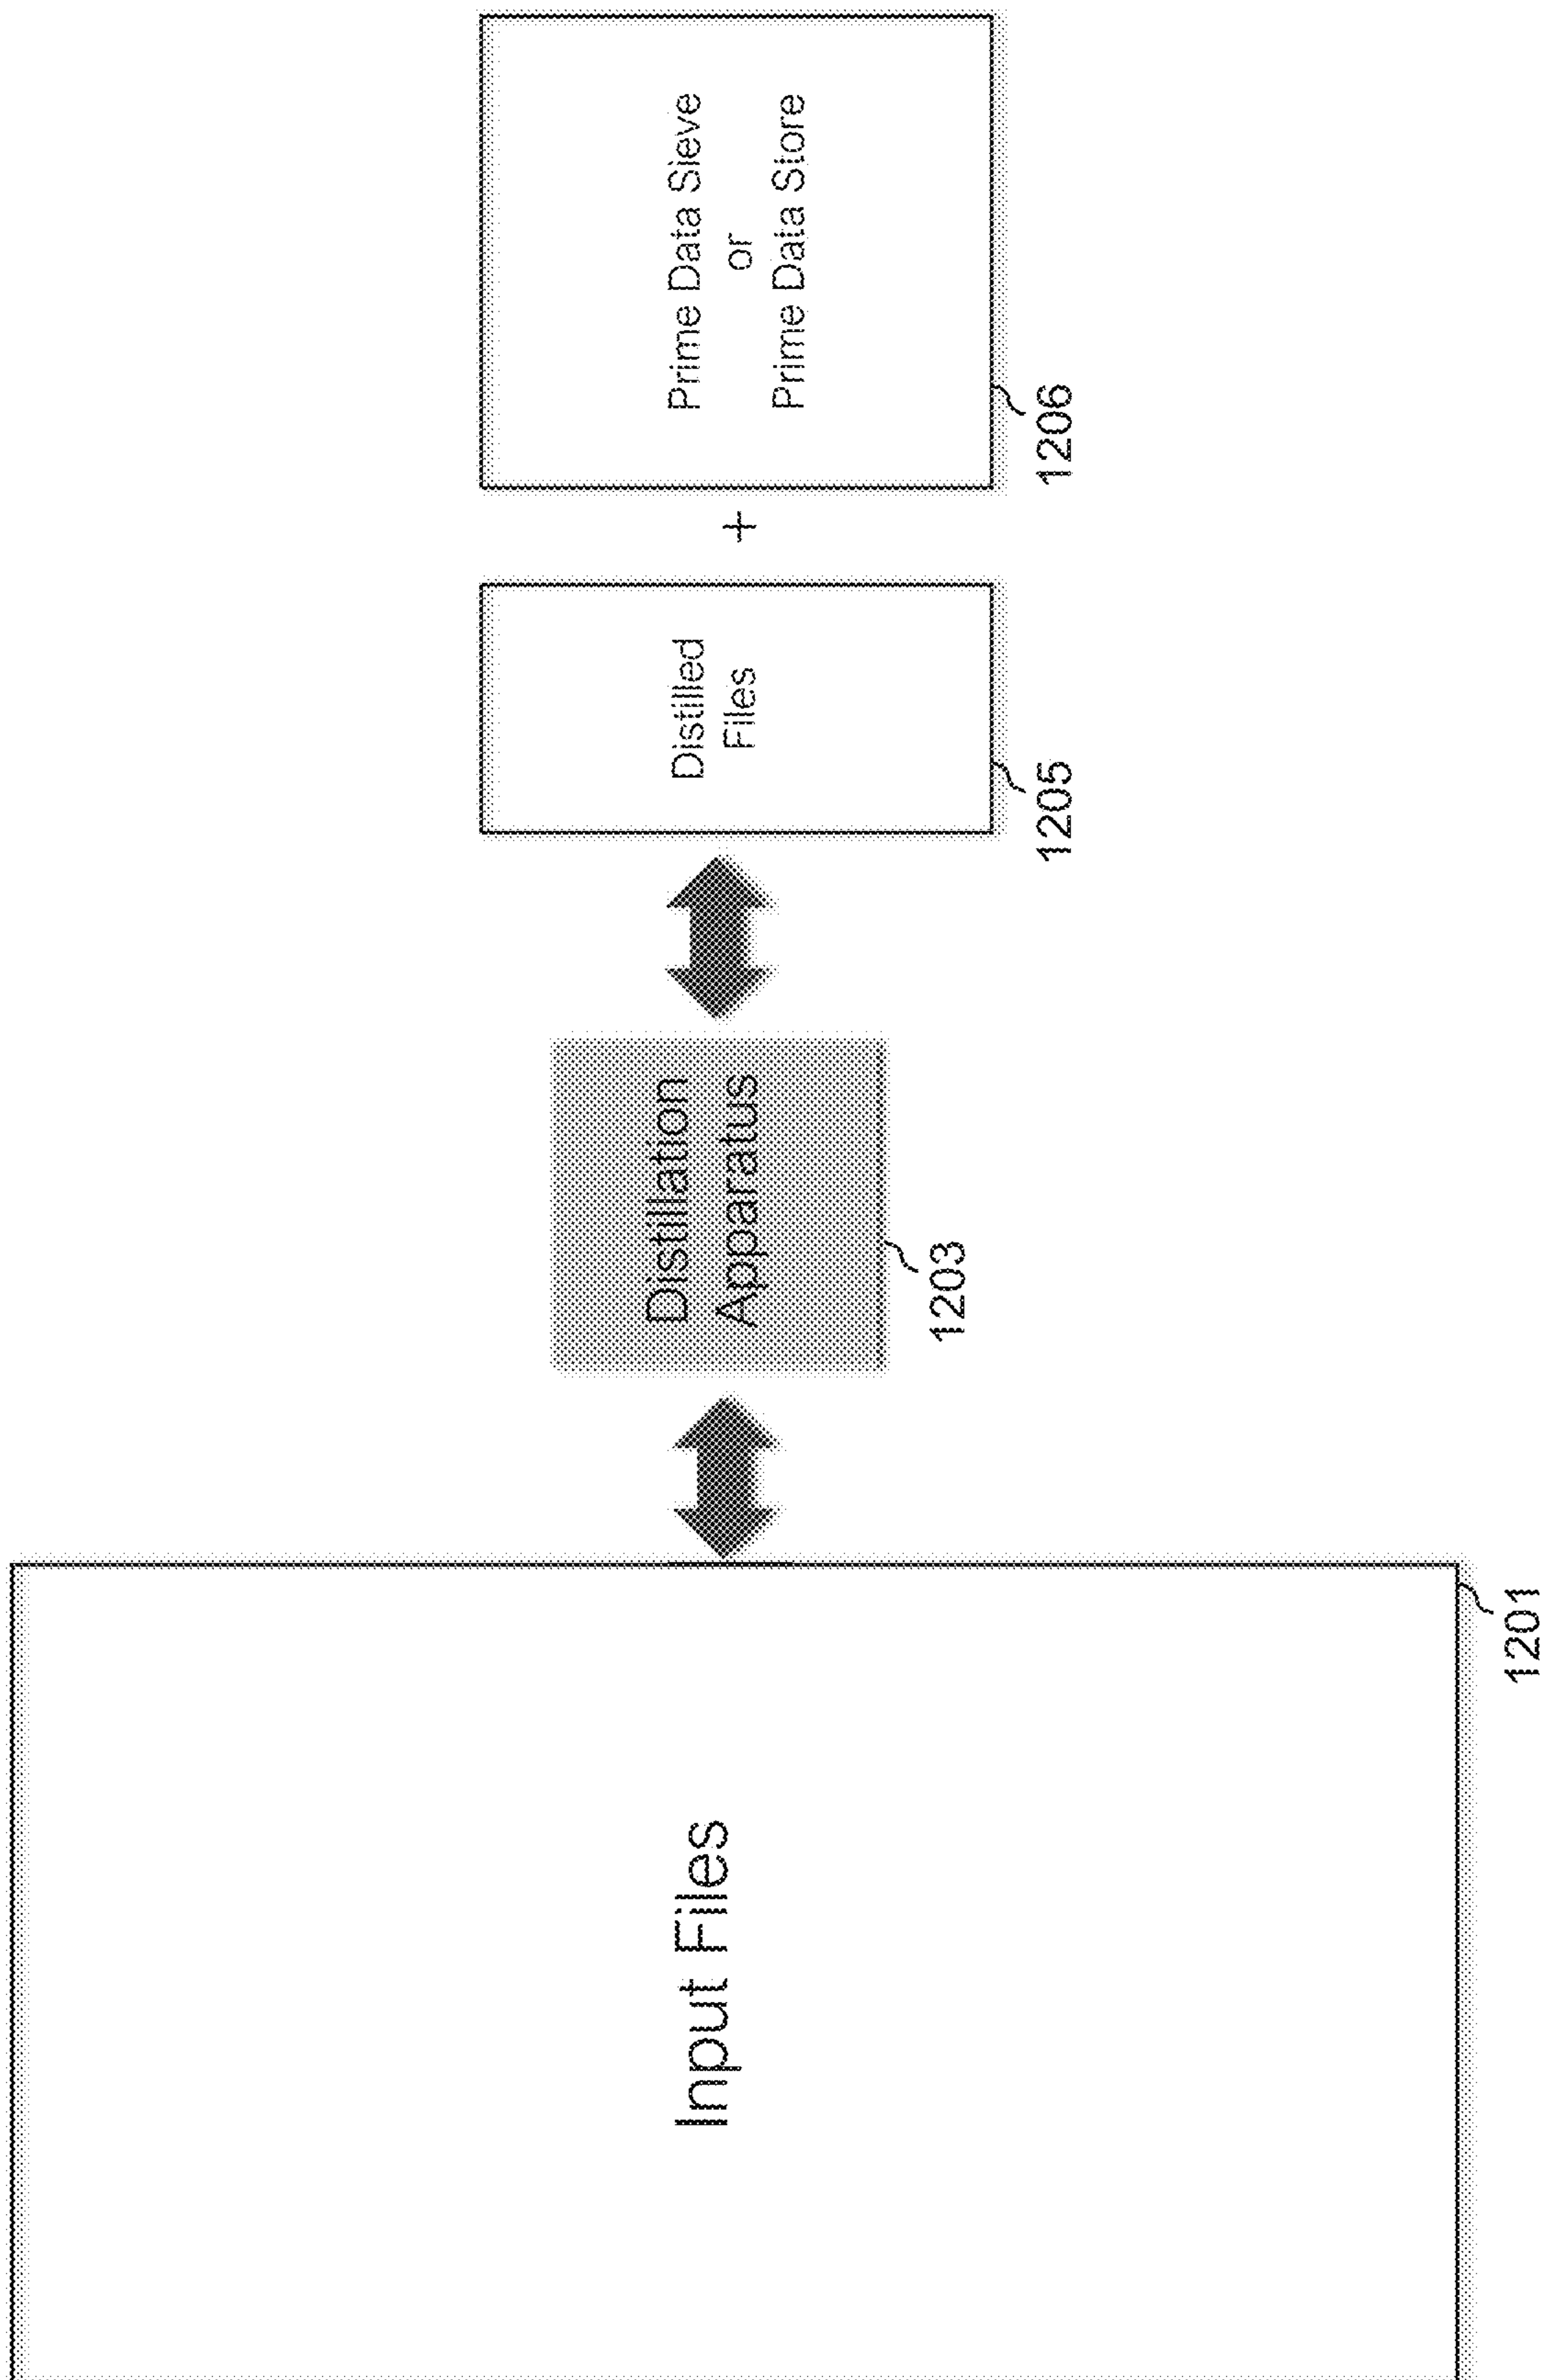 Input Files
1201
Distillation
Apparatus
1203
Distilled
Files
1205
+
Prime Data Sieve
or
Prime Data Store
1206